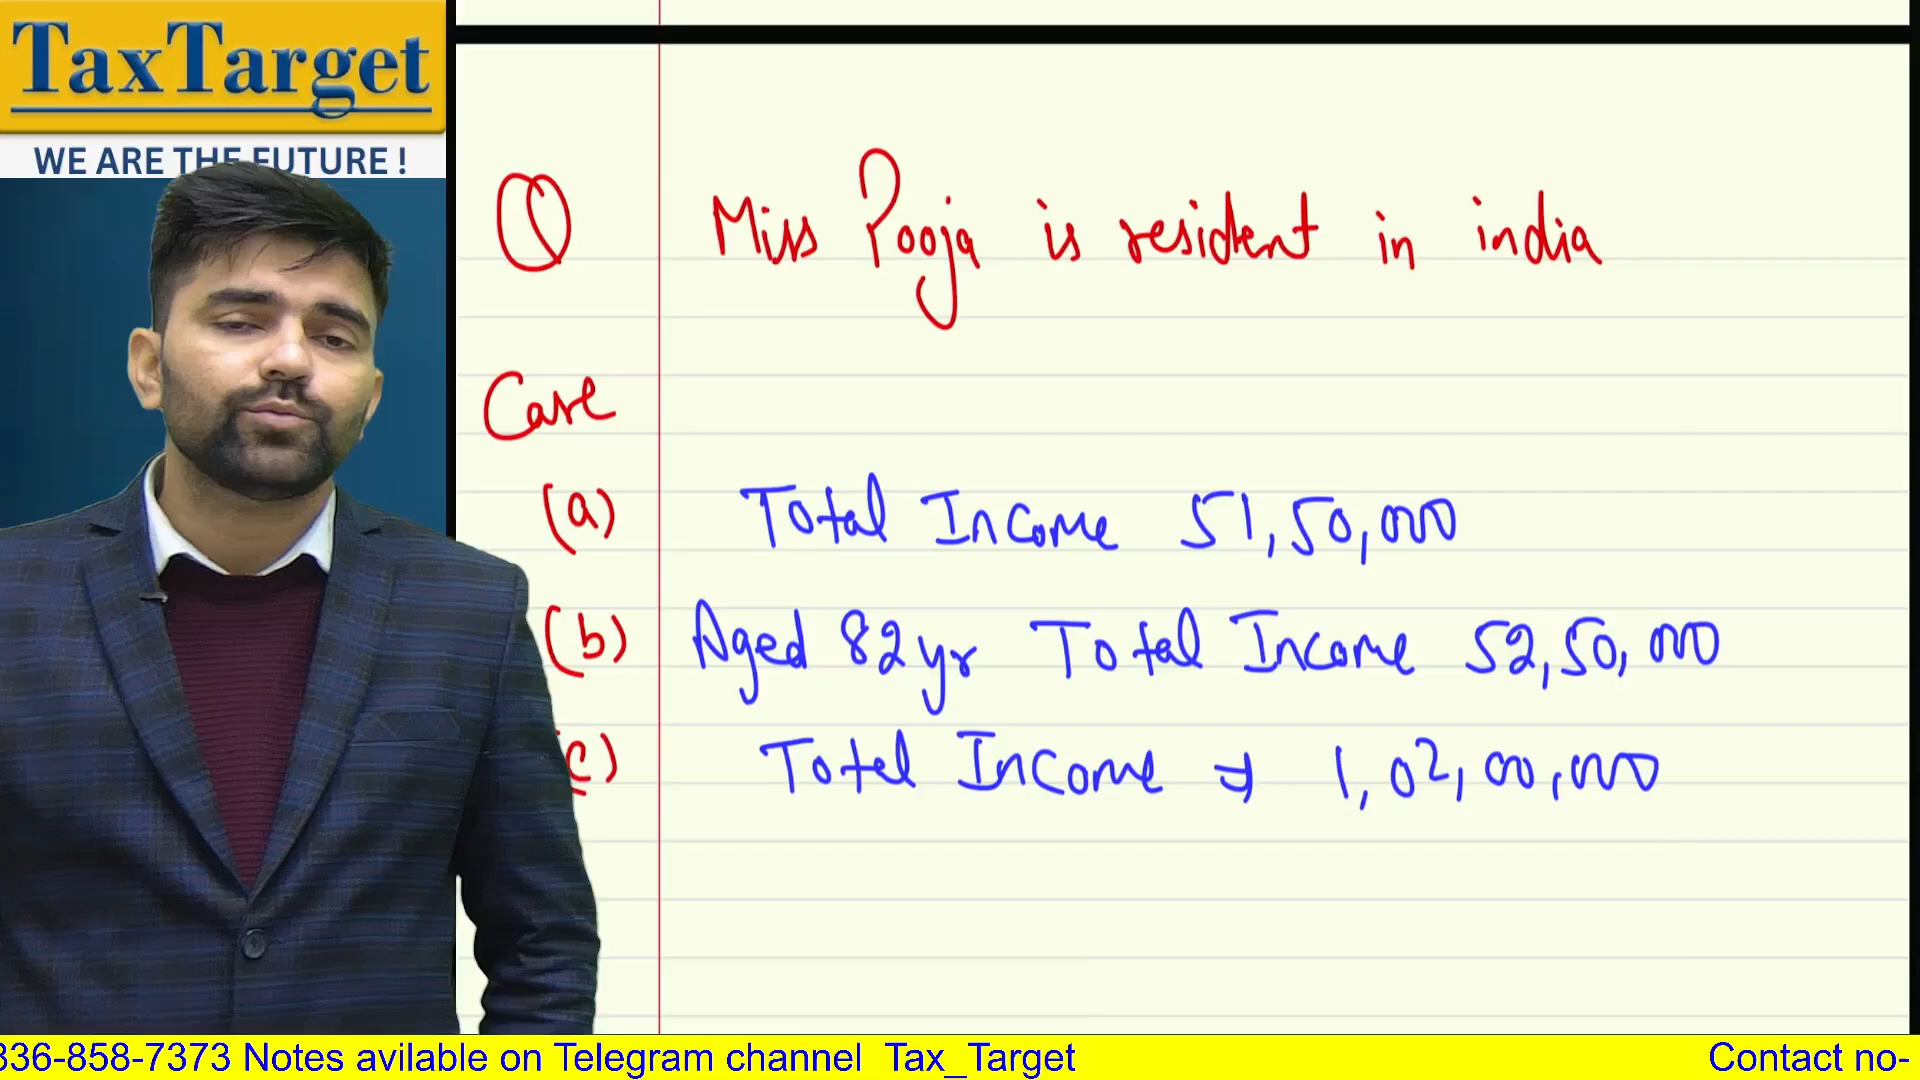 TaxTarget
WE ARE THE FUTURE !
Q Miss Pooja is resident in india
Case
(a) Total Income 51,50,000
(b) Aged 82 yr Total Income 52,50,000
(c) Total Income ⇒ 1,02,00,000
336-858-7373 Notes avilable on Telegram channel Tax_Target Contact no-